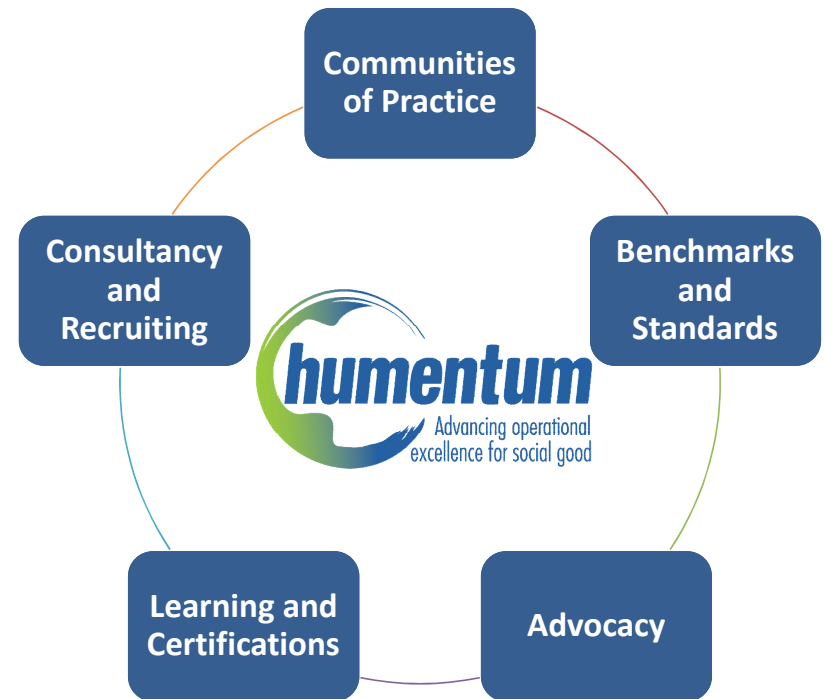 Communities
of Practice
Consultancy
and
Recruiting
Benchmarks
and
Standards
humentum
Advancing operational
excellence for social good
Learning and
Certifications
Advocacy